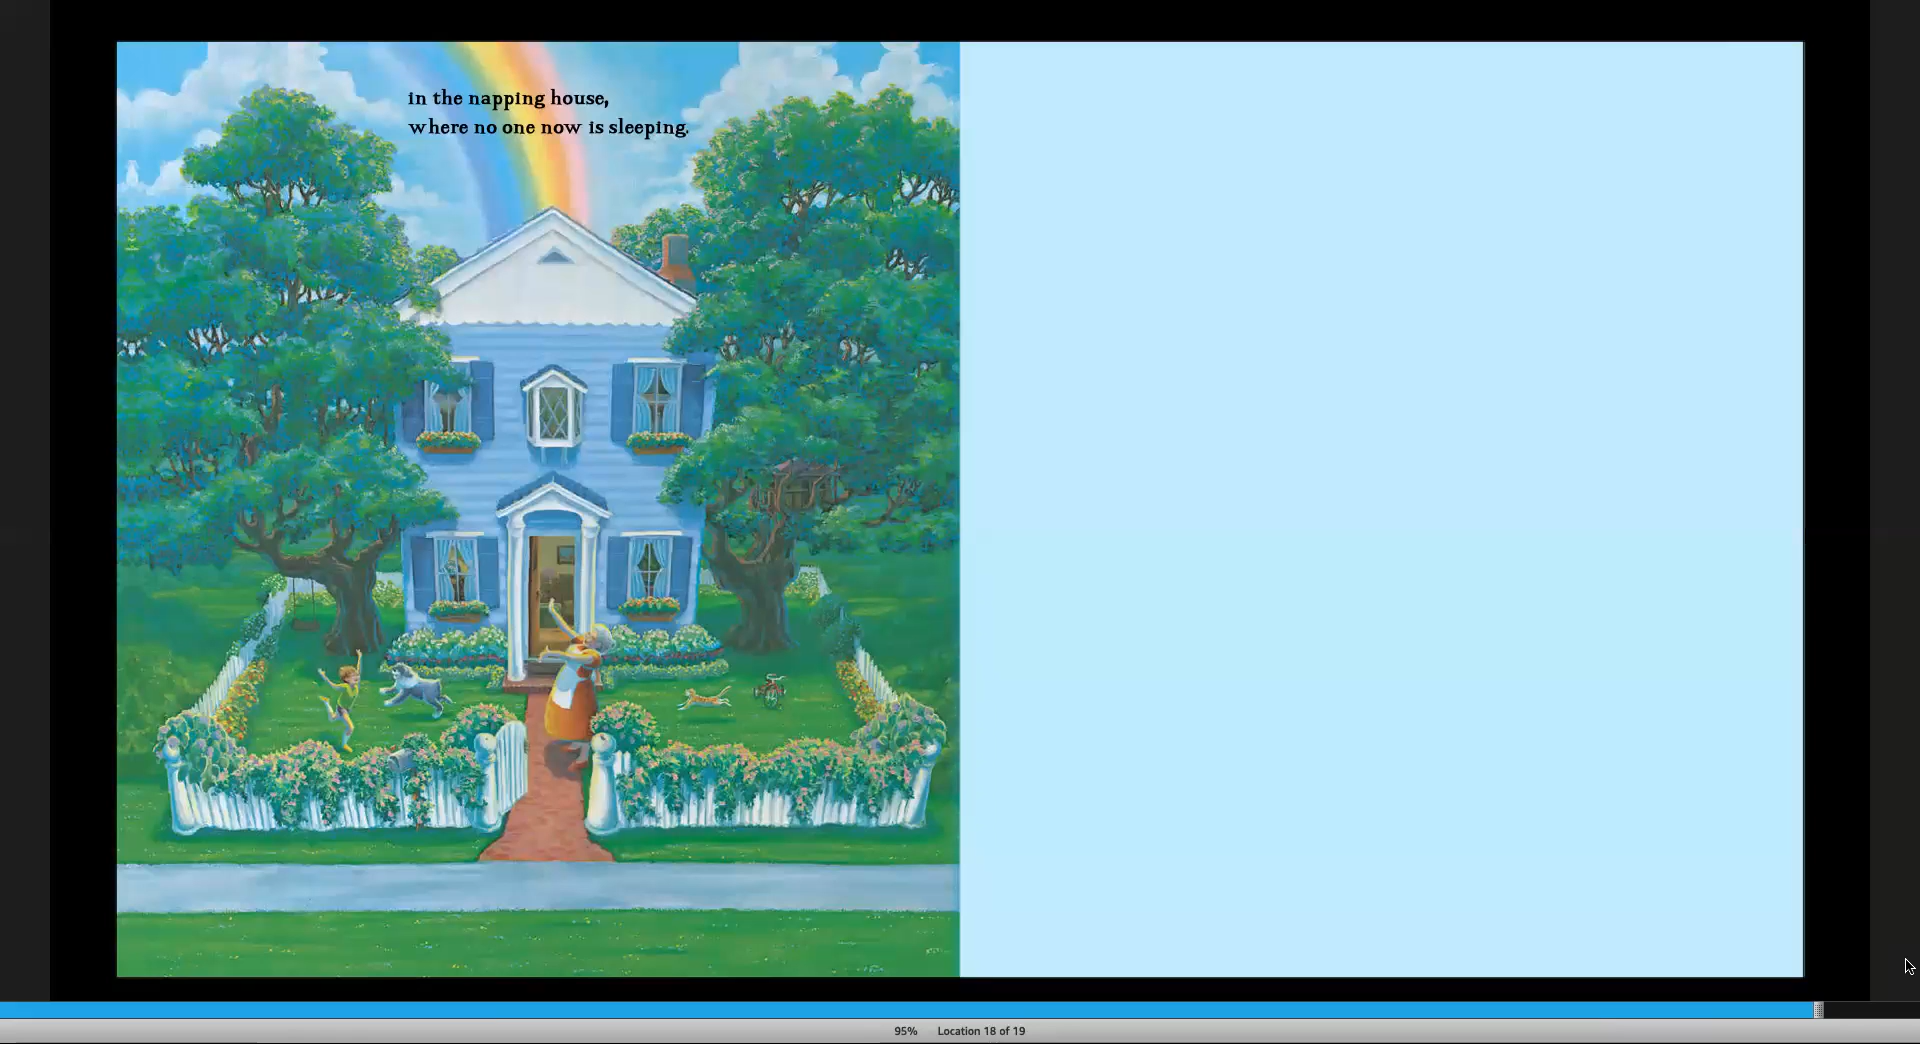 in the napping house,
where no one now is sleeping.
95% Location 18 of 19